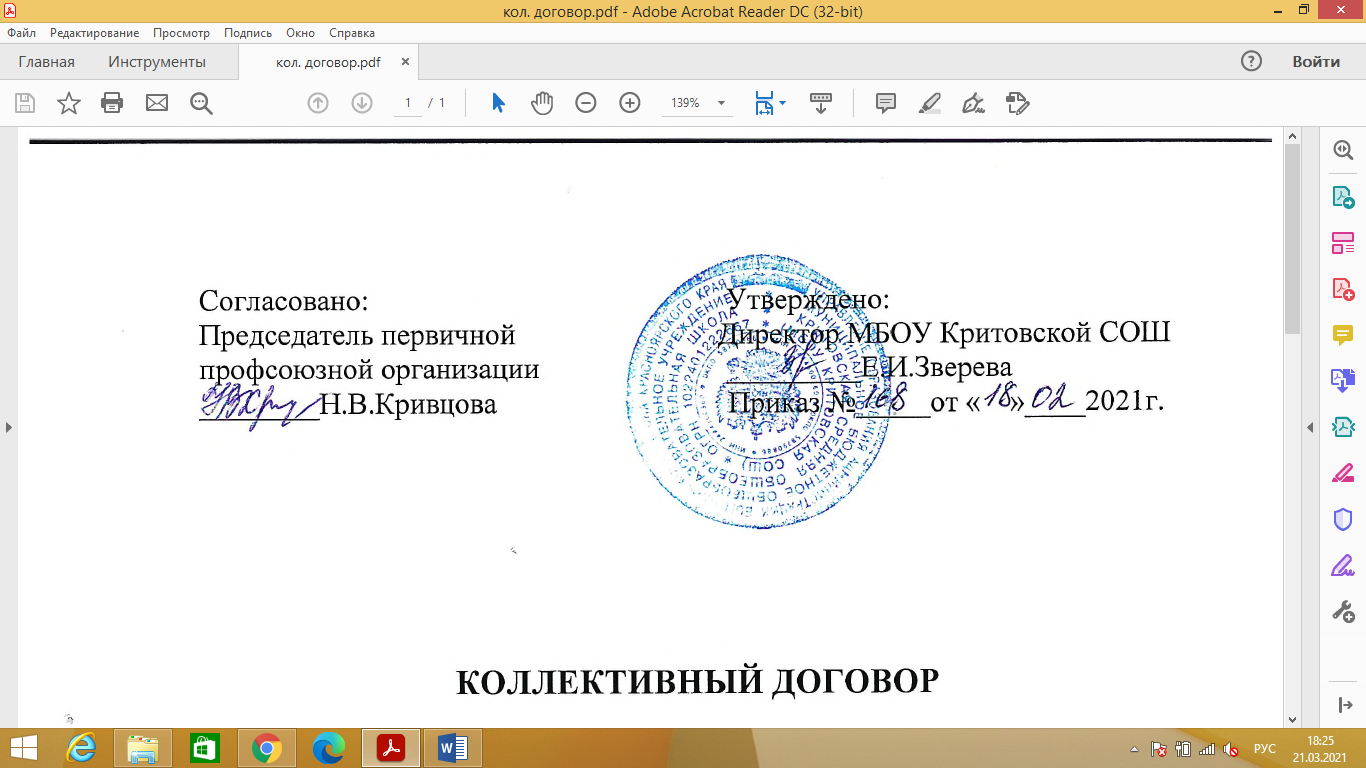 кол. договор.pdf - Adobe Acrobat Reader DC (32-bit)
Файл Редактирование Просмотр Подпись Окно Справка
Главная Инструменты кол. договор.pdf × Войти
1 / 1 139%
Согласовано:
Председатель первичной
профсоюзной организации
Н.В.Кривцова
Утверждено:
Директор МБОУ Критовской СОШ
Е.И.Зверева
Приказ № 168 от «18» 02 2021г.
КОЛЛЕКТИВНЫЙ ДОГОВОР
РУС
18:25
21.03.2021